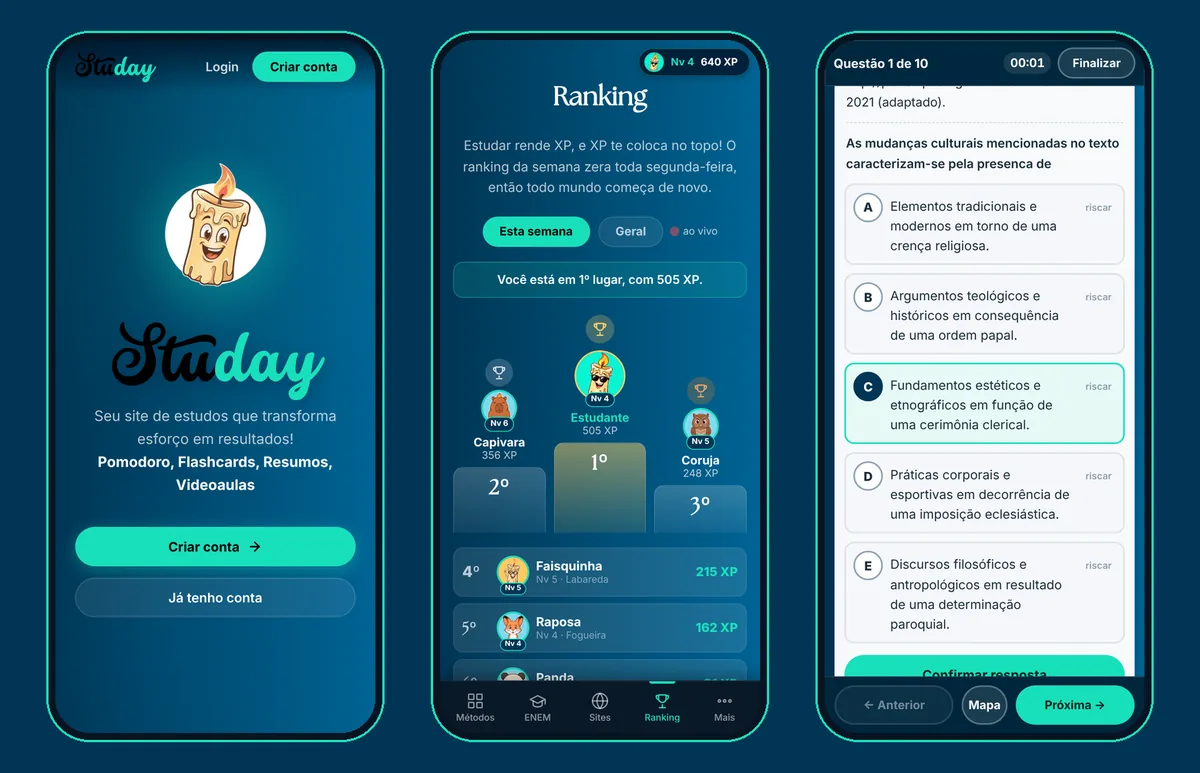 Studay
Login
Criar conta
Studay
Seu site de estudos que transforma
esforço em resultados!
Pomodoro, Flashcards, Resumos,
Videoaulas
Criar conta →
Já tenho conta
Nv 4 640 XP
Ranking
Estudar rende XP, e XP te coloca no topo! O
ranking da semana zera toda segunda-feira,
então todo mundo começa de novo.
Esta semana
Geral
ao vivo
Você está em 1º lugar, com 505 XP.
Nv 4
Estudante
505 XP
1º
Nv 6
Capivara
356 XP
2º
Nv 5
Coruja
248 XP
3º
4º
Nv 5
Faisquinha
Nv 5 · Labareda
215 XP
5º
Nv 4
Raposa
Nv 4 · Fogueira
162 XP
Panda
Métodos
ENEM
Sites
Ranking
Mais
Questão 1 de 10
00:01
Finalizar
2021 (adaptado).
As mudanças culturais mencionadas no texto
caracterizam-se pela presença de
A
Elementos tradicionais e
modernos em torno de uma
crença religiosa.
riscar
B
Argumentos teológicos e
históricos em consequência
de uma ordem papal.
riscar
C
Fundamentos estéticos e
etnográficos em função de
uma cerimônia clerical.
riscar
D
Práticas corporais e
esportivas em decorrência de
uma imposição eclesiástica.
riscar
E
Discursos filosóficos e
antropológicos em resultado
de uma determinação
paroquial.
riscar
Confirmar resposta
← Anterior
Mapa
Próxima →